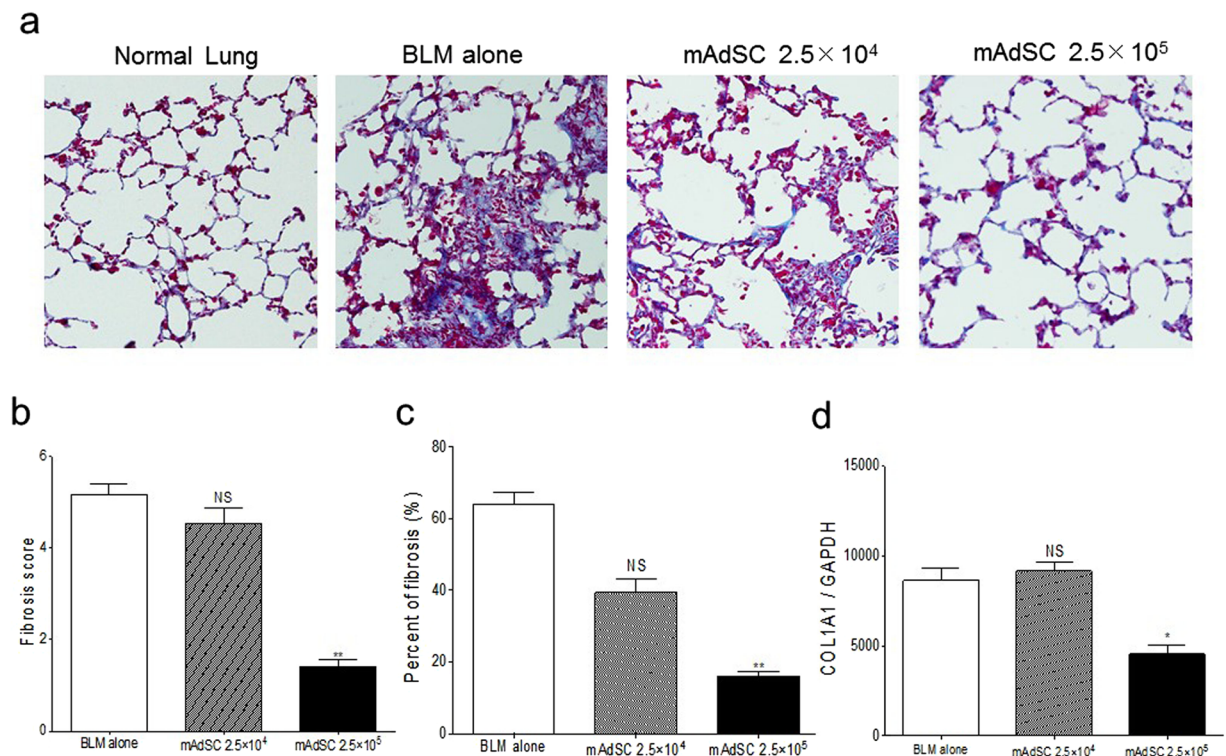 a
Normal Lung
BLM alone
mAdSC 2.5×10⁴
mAdSC 2.5×10⁵
b
Fibrosis score
6
4
2
0
NS
**
BLM alone
mAdSC 2.5×10⁴
mAdSC 2.5×10⁵
c
Percent of fibrosis (%)
80
60
40
20
0
NS
**
BLM alone
mAdSC 2.5×10⁴
mAdSC 2.5×10⁵
d
COL1A1 / GAPDH
15000
10000
5000
0
NS
*
BLM alone
mAdSC 2.5×10⁴
mAdSC 2.5×10⁵